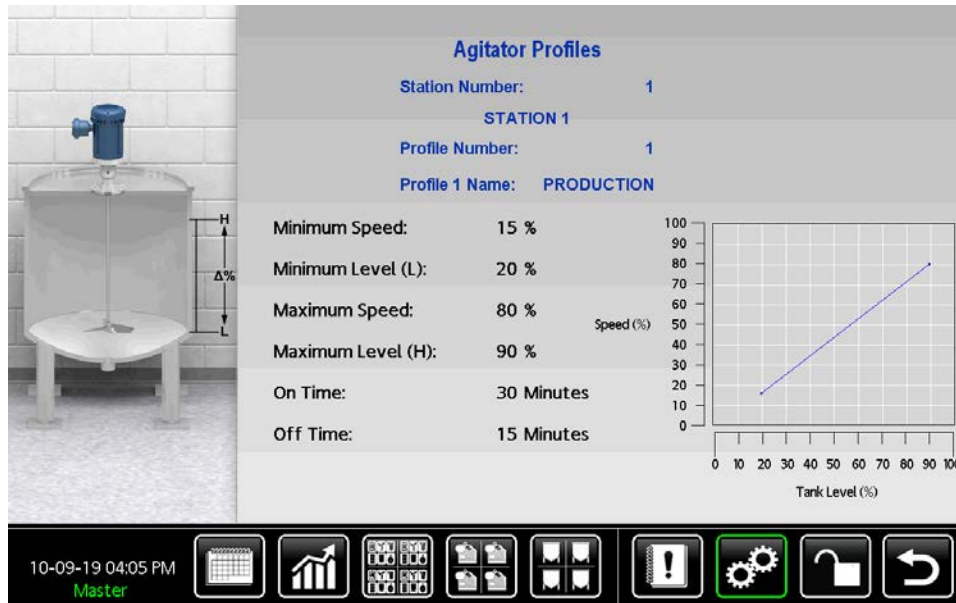 Agitator Profiles
Station Number: 1
STATION 1
Profile Number: 1
Profile 1 Name: PRODUCTION
H
Δ%
L
Minimum Speed: 15 %
Minimum Level (L): 20 %
Maximum Speed: 80 %
Maximum Level (H): 90 %
On Time: 30 Minutes
Off Time: 15 Minutes
100
90
80
70
60
Speed (%) 50
40
30
20
10
0
0 10 20 30 40 50 60 70 80 90 100
Tank Level (%)
10-09-19 04:05 PM
Master